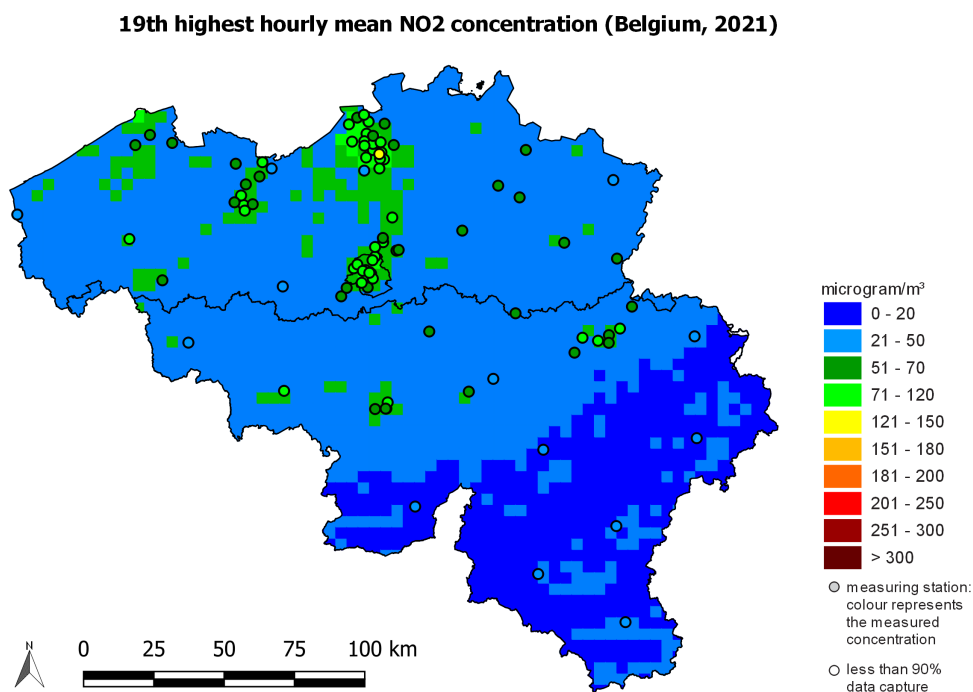 19th highest hourly mean NO2 concentration (Belgium, 2021)
microgram/m³
0 - 20
21 - 50
51 - 70
71 - 120
121 - 150
151 - 180
181 - 200
201 - 250
251 - 300
> 300
measuring station:
colour represents
the measured
concentration
less than 90%
data capture
N
0 25 50 75 100 km